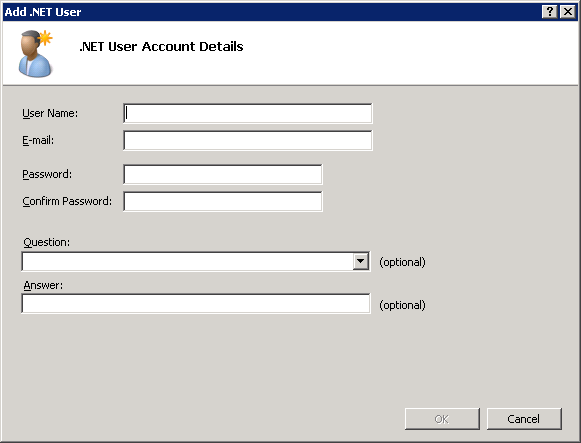 Add .NET User
.NET User Account Details
User Name:
E-mail:
Password:
Confirm Password:
Question:
(optional)
Answer:
(optional)
OK Cancel